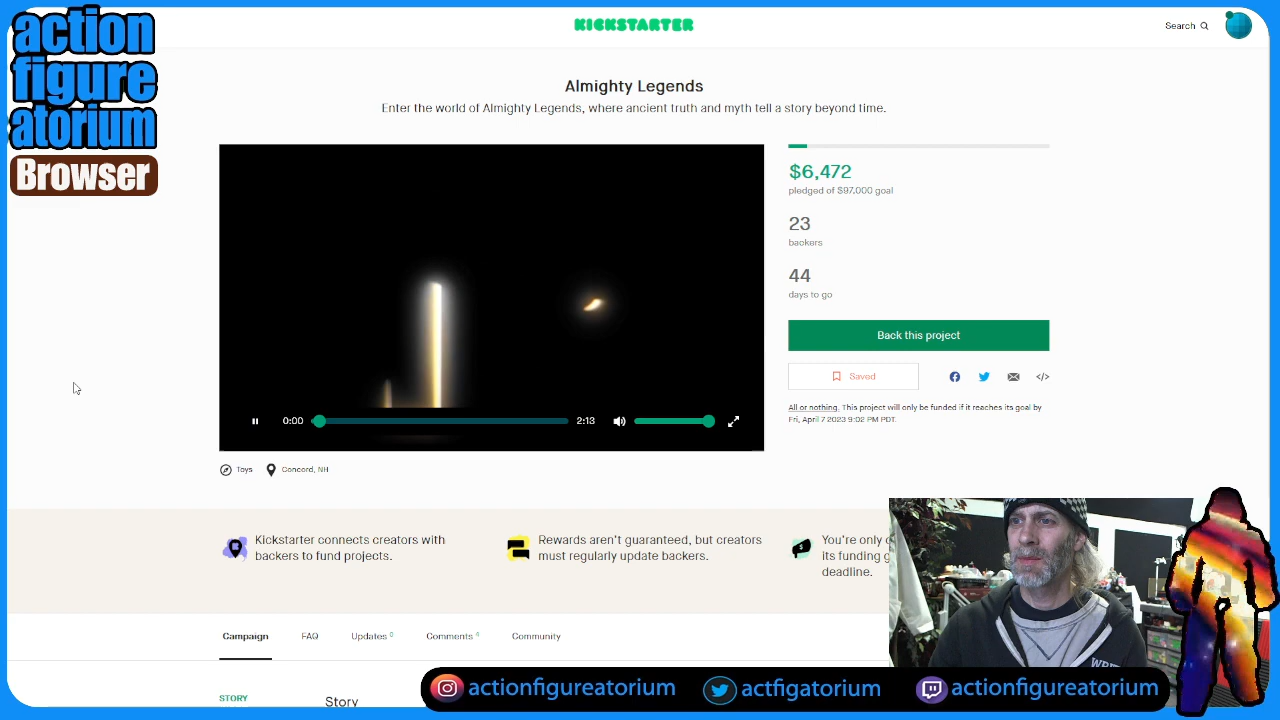 action
figure
atorium
Browser
KICKSTARTER
Search
Almighty Legends
Enter the world of Almighty Legends, where ancient truth and myth tell a story beyond time.
$6,472
pledged of $97,000 goal
23
backers
44
days to go
Back this project
Saved
All or nothing. This project will only be funded if it reaches its goal by
Fri, April 7 2023 9:02 PM PDT.
0:00
2:13
Toys
Concord, NH
Kickstarter connects creators with
backers to fund projects.
Rewards aren't guaranteed, but creators
must regularly update backers.
You're only
its funding
deadline.
Campaign
FAQ
Updates 0
Comments 4
Community
STORY
Story
actionfigureatorium
actfigatorium
actionfigureatorium